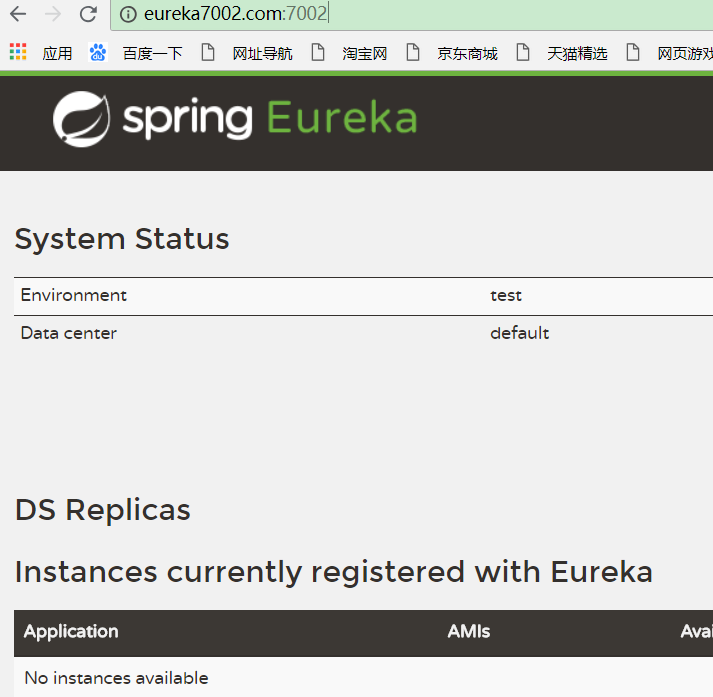 eureka7002.com:7002
应用 百度一下 网址导航 淘宝网 京东商城 天猫精选 网页游戏
spring Eureka
System Status
Environment test
Data center default
DS Replicas
Instances currently registered with Eureka
Application AMIs Avai
No instances available